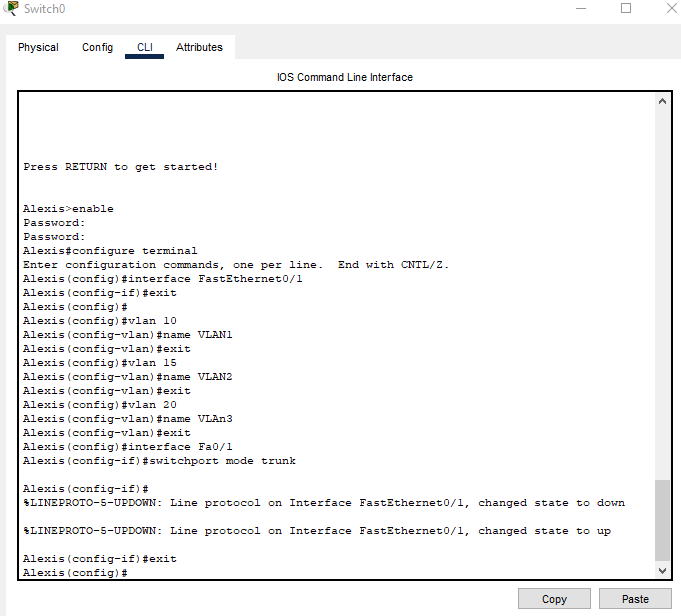 Switch0
Physical Config CLI Attributes
IOS Command Line Interface
Press RETURN to get started!
Alexis>enable
Password:
Password:
Alexis#configure terminal
Enter configuration commands, one per line.  End with CNTL/Z.
Alexis(config)#interface FastEthernet0/1
Alexis(config-if)#exit
Alexis(config)#
Alexis(config)#vlan 10
Alexis(config-vlan)#name VLAN1
Alexis(config-vlan)#exit
Alexis(config)#vlan 15
Alexis(config-vlan)#name VLAN2
Alexis(config-vlan)#exit
Alexis(config)#vlan 20
Alexis(config-vlan)#name VLAn3
Alexis(config-vlan)#exit
Alexis(config)#interface Fa0/1
Alexis(config-if)#switchport mode trunk
Alexis(config-if)#
%LINEPROTO-5-UPDOWN: Line protocol on Interface FastEthernet0/1, changed state to down
%LINEPROTO-5-UPDOWN: Line protocol on Interface FastEthernet0/1, changed state to up
Alexis(config-if)#exit
Alexis(config)#
Copy Paste